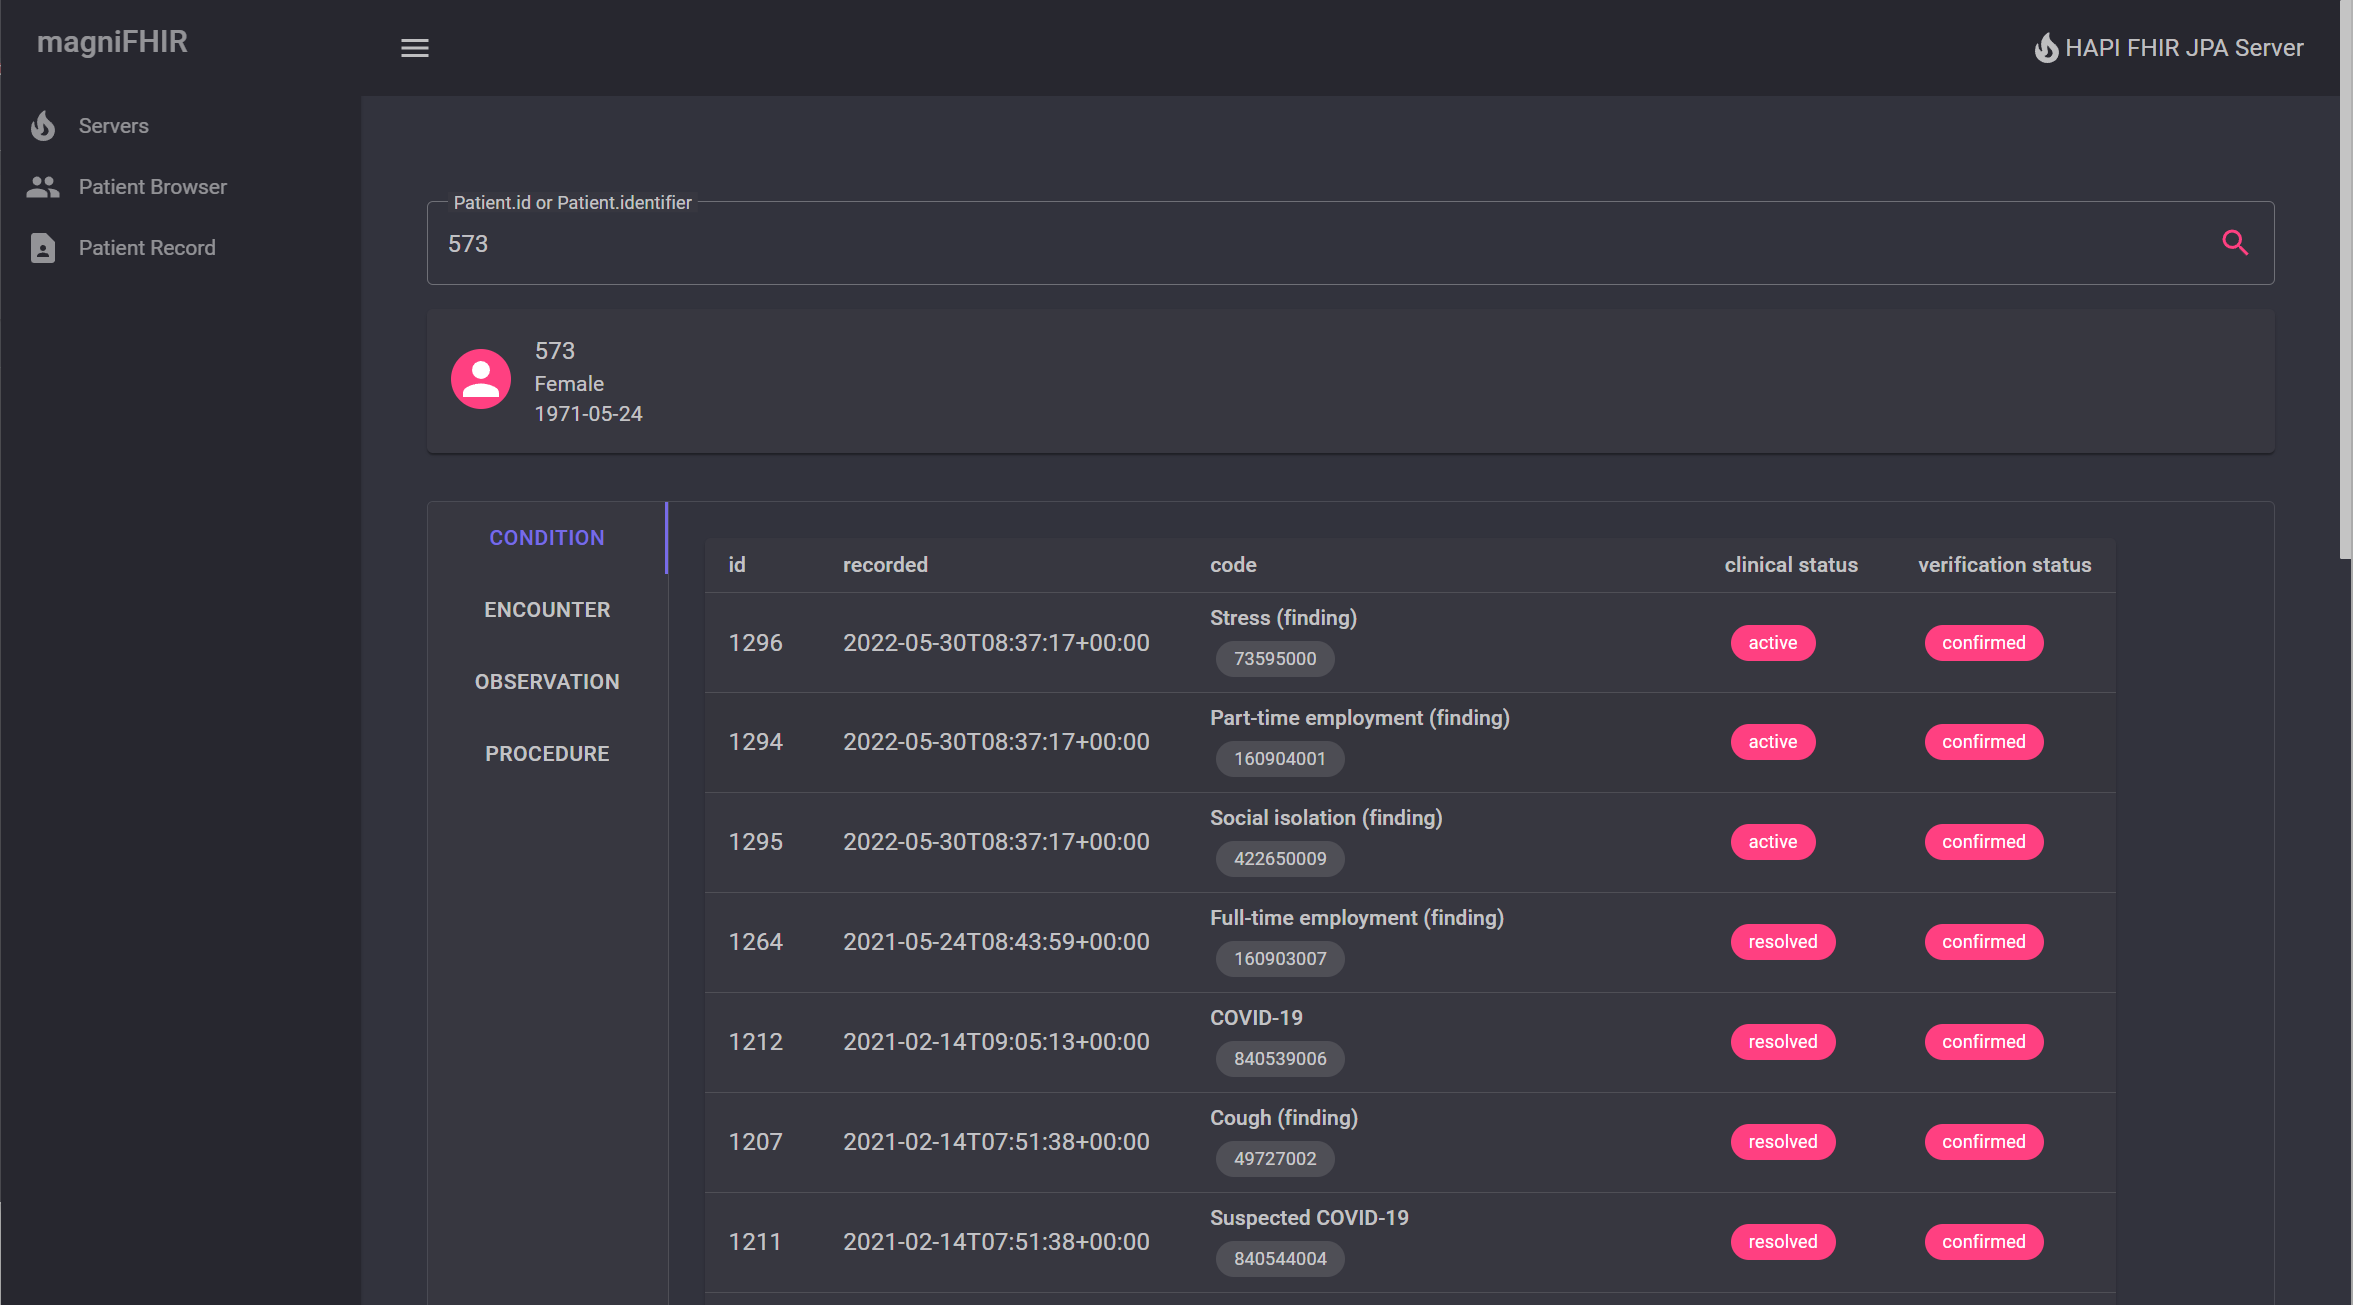 magniFHIR
HAPI FHIR JPA Server
Servers
Patient Browser
Patient Record
Patient.id or Patient.identifier
573
573
Female
1971-05-24
CONDITION
ENCOUNTER
OBSERVATION
PROCEDURE
id recorded code clinical status verification status
Stress (finding)
1296 2022-05-30T08:37:17+00:00 73595000 active confirmed
Part-time employment (finding)
1294 2022-05-30T08:37:17+00:00 160904001 active confirmed
Social isolation (finding)
1295 2022-05-30T08:37:17+00:00 422650009 active confirmed
Full-time employment (finding)
1264 2021-05-24T08:43:59+00:00 160903007 resolved confirmed
COVID-19
1212 2021-02-14T09:05:13+00:00 840539006 resolved confirmed
Cough (finding)
1207 2021-02-14T07:51:38+00:00 49727002 resolved confirmed
Suspected COVID-19
1211 2021-02-14T07:51:38+00:00 840544004 resolved confirmed